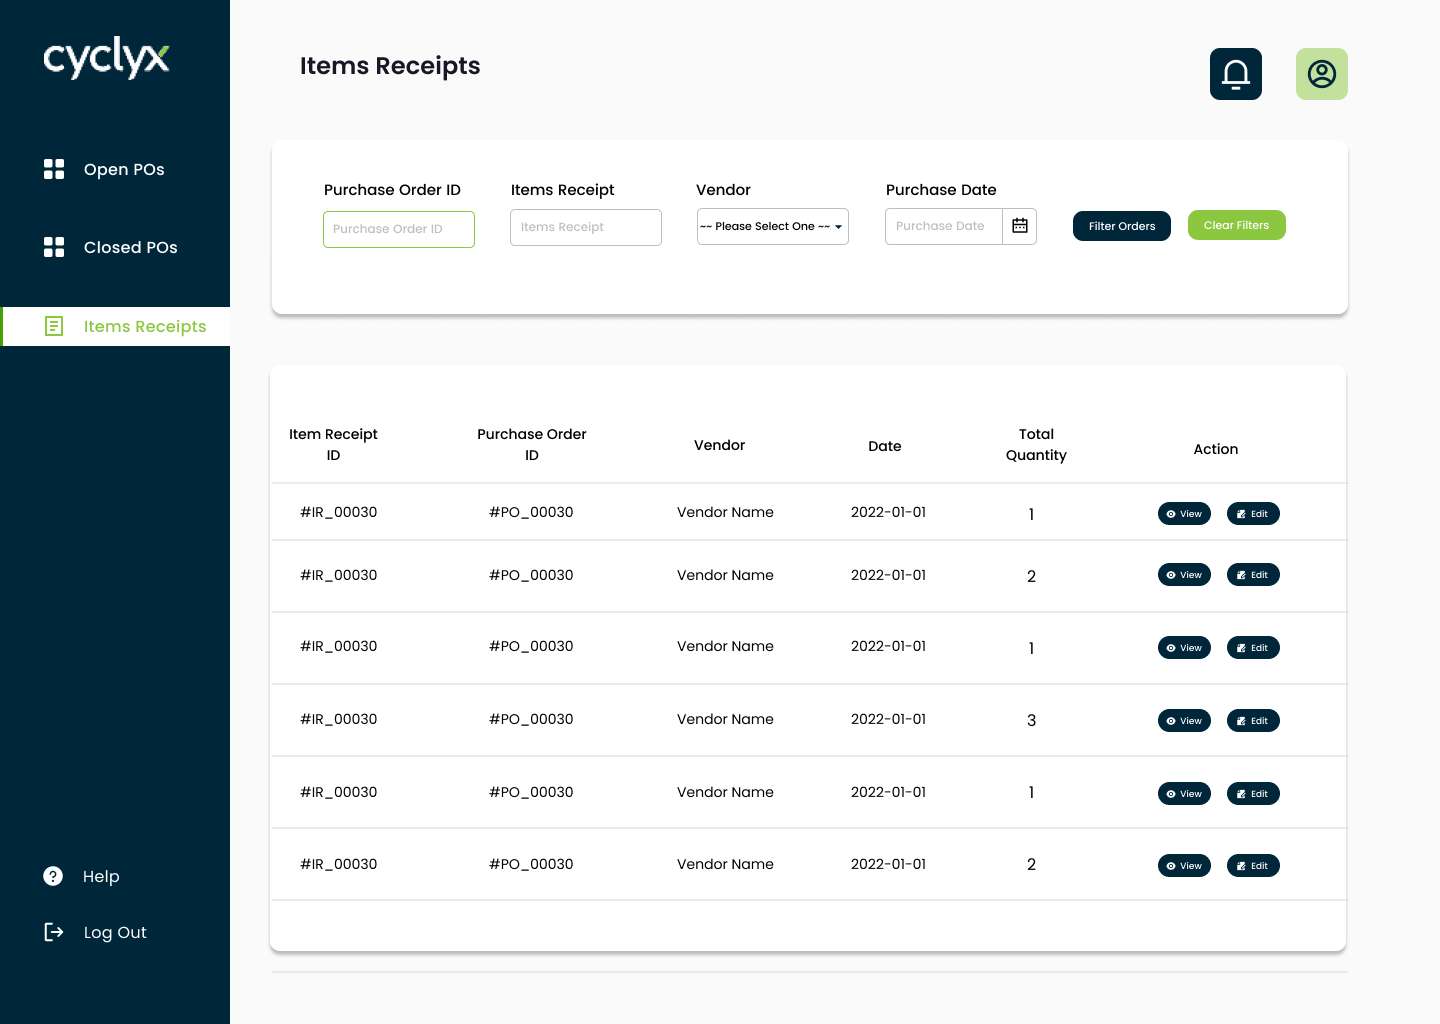 cyclyx
Items Receipts
Open POs
Closed POs
Items Receipts
Help
Log Out
Purchase Order ID
Items Receipt
Vendor
Purchase Date
Purchase Order ID
Items Receipt
~~ Please Select One ~~
Purchase Date
Filter Orders
Clear Filters
Item Receipt
ID
Purchase Order
ID
Vendor
Date
Total
Quantity
Action
#IR_00030 #PO_00030 Vendor Name 2022-01-01 1 View Edit
#IR_00030 #PO_00030 Vendor Name 2022-01-01 2 View Edit
#IR_00030 #PO_00030 Vendor Name 2022-01-01 1 View Edit
#IR_00030 #PO_00030 Vendor Name 2022-01-01 3 View Edit
#IR_00030 #PO_00030 Vendor Name 2022-01-01 1 View Edit
#IR_00030 #PO_00030 Vendor Name 2022-01-01 2 View Edit